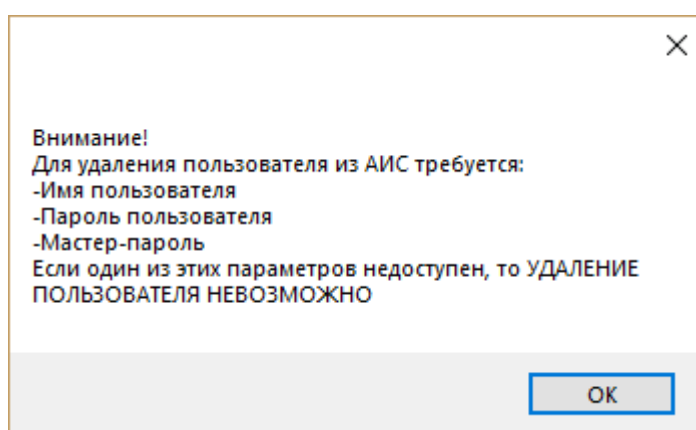 Внимание!
Для удаления пользователя из АИС требуется:
-Имя пользователя
-Пароль пользователя
-Мастер-пароль
Если один из этих параметров недоступен, то УДАЛЕНИЕ
ПОЛЬЗОВАТЕЛЯ НЕВОЗМОЖНО
ОК